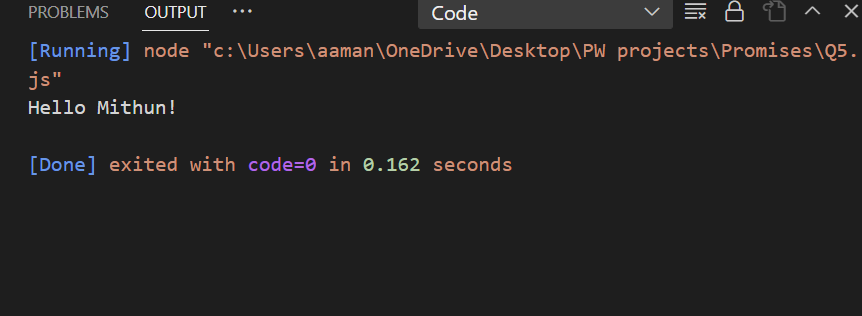 PROBLEMS OUTPUT ··· Code
[Running] node "c:\Users\aaman\OneDrive\Desktop\PW projects\Promises\Q5.
js"
Hello Mithun!
[Done] exited with code=0 in 0.162 seconds